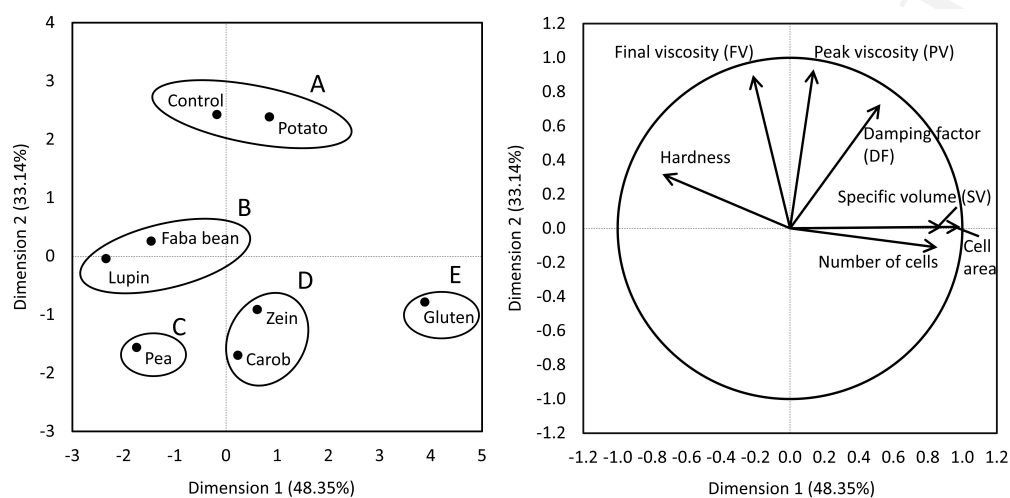 4
3
2
1
0
-1
-2
-3
-3 -2 -1 0 1 2 3 4 5
Dimension 2 (33.14%)
Dimension 1 (48.35%)
A
Control
Potato
B
Faba bean
Lupin
C
Pea
D
Zein
Carob
E
Gluten
1.2
1.0
0.8
0.6
0.4
0.2
0.0
-0.2
-0.4
-0.6
-0.8
-1.0
-1.2
-1.2 -1.0 -0.8 -0.6 -0.4 -0.2 0.0 0.2 0.4 0.6 0.8 1.0 1.2
Dimension 2 (33.14%)
Dimension 1 (48.35%)
Final viscosity (FV)
Peak viscosity (PV)
Damping factor
(DF)
Hardness
Specific volume (SV)
Cell
area
Number of cells